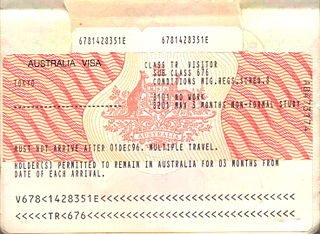 6781428351E 6781428351E
AUSTRALIA VISA CLASS TR VISITOR
SUB CLASS 676
TOKYO CONDITIONS MIG.REGS.SCHED.8
8101 NO WORK
8201 MAY 3 MONTHS NON-FORMAL STUDY
AUSTRALIA
MUST NOT ARRIVE AFTER 01DEC96. MULTIPLE TRAVEL.
HOLDER(S) PERMITTED TO REMAIN IN AUSTRALIA FOR 03 MONTHS FROM
DATE OF EACH ARRIVAL.
V678<1428351E<<<<<<<<<<<<<<<<<<<<<<<
<<<<<TR<676<<<<<<<<<<<<<<<<<<<<<<<<<